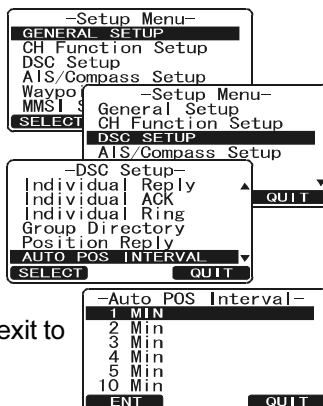 –Setup Menu–
GENERAL SETUP
CH Function Setup
DSC Setup
AIS/Compass Setup
–Setup Menu–
General Setup
CH Function Setup
DSC SETUP
AIS/Compass Setup
QUIT
–DSC Setup–
Individual Reply
Individual ACK
Individual Ring
Group Directory
Position Reply
AUTO POS INTERVAL
SELECT QUIT
exit to
–Auto POS Interval–
1 MIN
2 Min
3 Min
4 Min
5 Min
10 Min
ENT QUIT